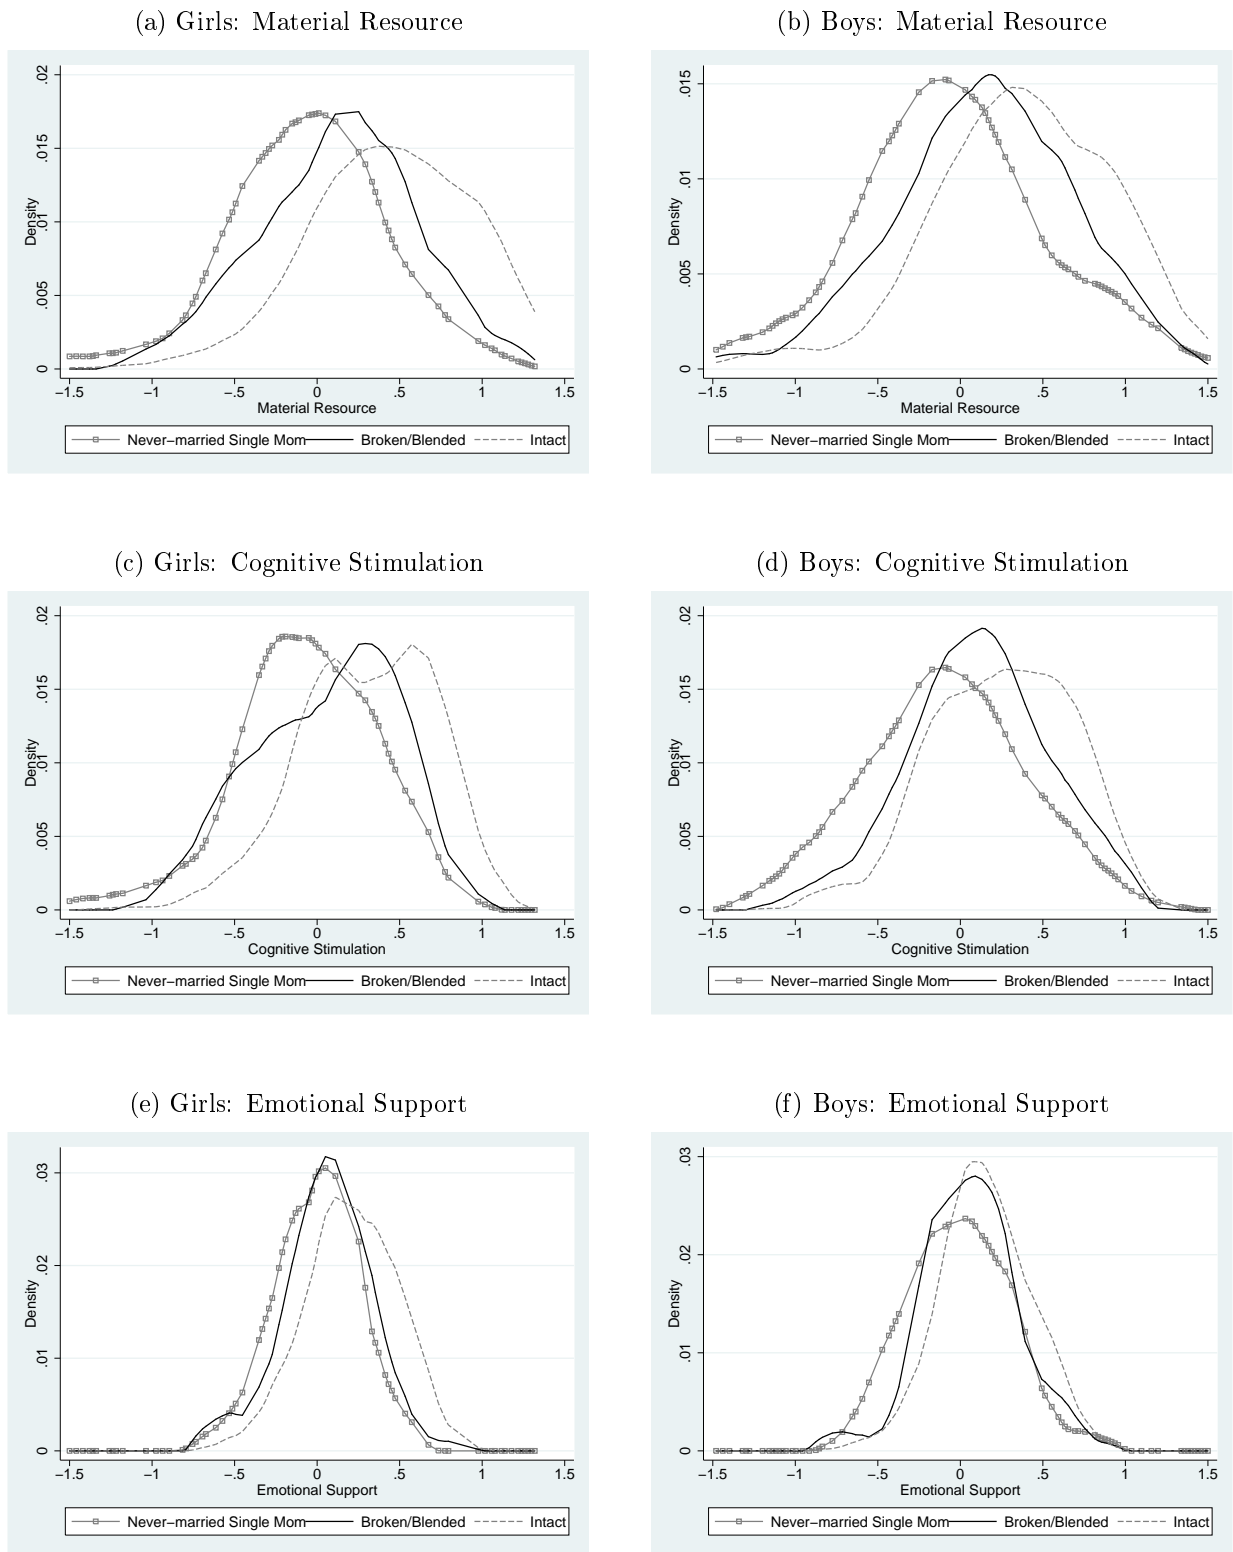 (a) Girls: Material Resource
(b) Boys: Material Resource
Density
0 .005 .01 .015 .02
−1.5 −1 −.5 0 .5 1 1.5
Material Resource
Never−married Single Mom Broken/Blended Intact
Density
0 .005 .01 .015
−1.5 −1 −.5 0 .5 1 1.5
Material Resource
Never−married Single Mom Broken/Blended Intact
(c) Girls: Cognitive Stimulation
(d) Boys: Cognitive Stimulation
Density
0 .005 .01 .015 .02
−1.5 −1 −.5 0 .5 1 1.5
Cognitive Stimulation
Never−married Single Mom Broken/Blended Intact
Density
0 .005 .01 .015 .02
−1.5 −1 −.5 0 .5 1 1.5
Cognitive Stimulation
Never−married Single Mom Broken/Blended Intact
(e) Girls: Emotional Support
(f) Boys: Emotional Support
Density
0 .01 .02 .03
−1.5 −1 −.5 0 .5 1 1.5
Emotional Support
Never−married Single Mom Broken/Blended Intact
Density
0 .01 .02 .03
−1.5 −1 −.5 0 .5 1 1.5
Emotional Support
Never−married Single Mom Broken/Blended Intact